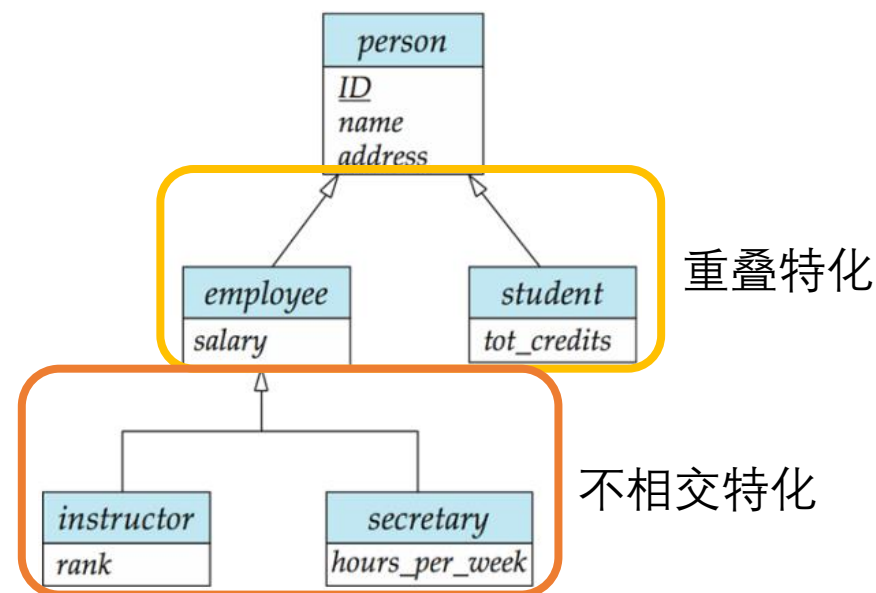 person
ID
name
address
employee
salary
student
tot_credits
重叠特化
instructor
rank
secretary
hours_per_week
不相交特化